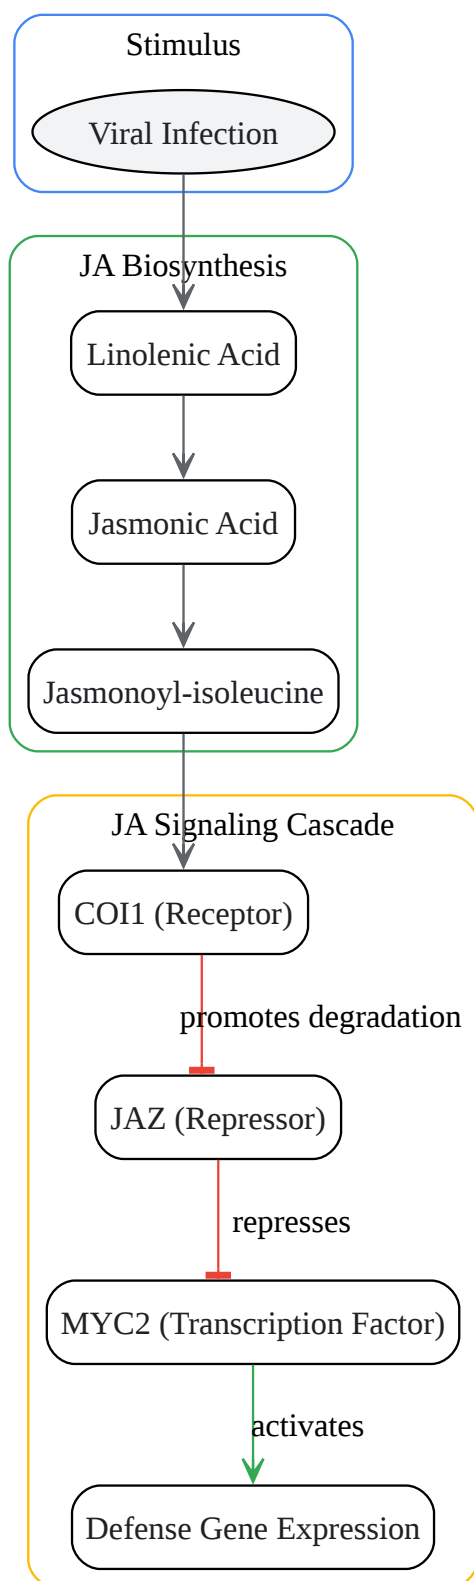 Stimulus
Viral Infection
JA Biosynthesis
Linolenic Acid
Jasmonic Acid
Jasmonoyl-isoleucine
JA Signaling Cascade
COI1 (Receptor)
promotes degradation
JAZ (Repressor)
represses
MYC2 (Transcription Factor)
activates
Defense Gene Expression